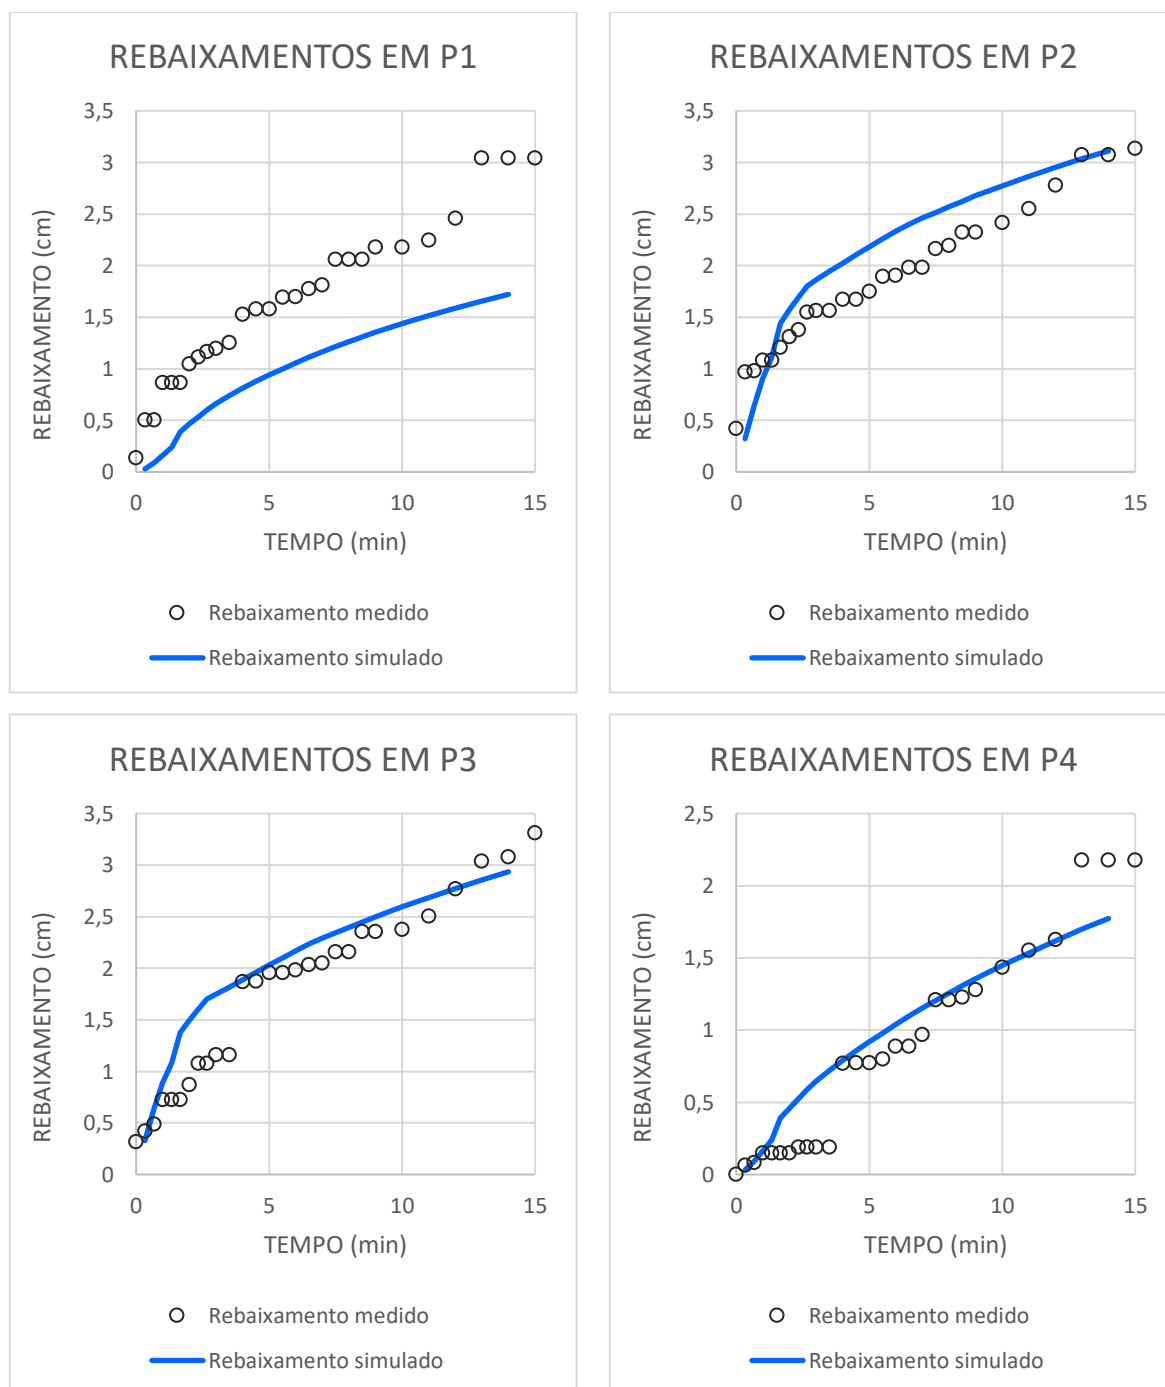 REBAIXAMENTOS EM P1
3,5
3
2,5
2
1,5
1
0,5
0
0 5 10 15
REBAIXAMENTO (cm)
TEMPO (min)
Rebaixamento medido
Rebaixamento simulado
REBAIXAMENTOS EM P2
3,5
3
2,5
2
1,5
1
0,5
0
0 5 10 15
REBAIXAMENTO (cm)
TEMPO (min)
Rebaixamento medido
Rebaixamento simulado
REBAIXAMENTOS EM P3
3,5
3
2,5
2
1,5
1
0,5
0
0 5 10 15
REBAIXAMENTO (cm)
TEMPO (min)
Rebaixamento medido
Rebaixamento simulado
REBAIXAMENTOS EM P4
2,5
2
1,5
1
0,5
0
0 5 10 15
REBAIXAMENTO (cm)
TEMPO (min)
Rebaixamento medido
Rebaixamento simulado